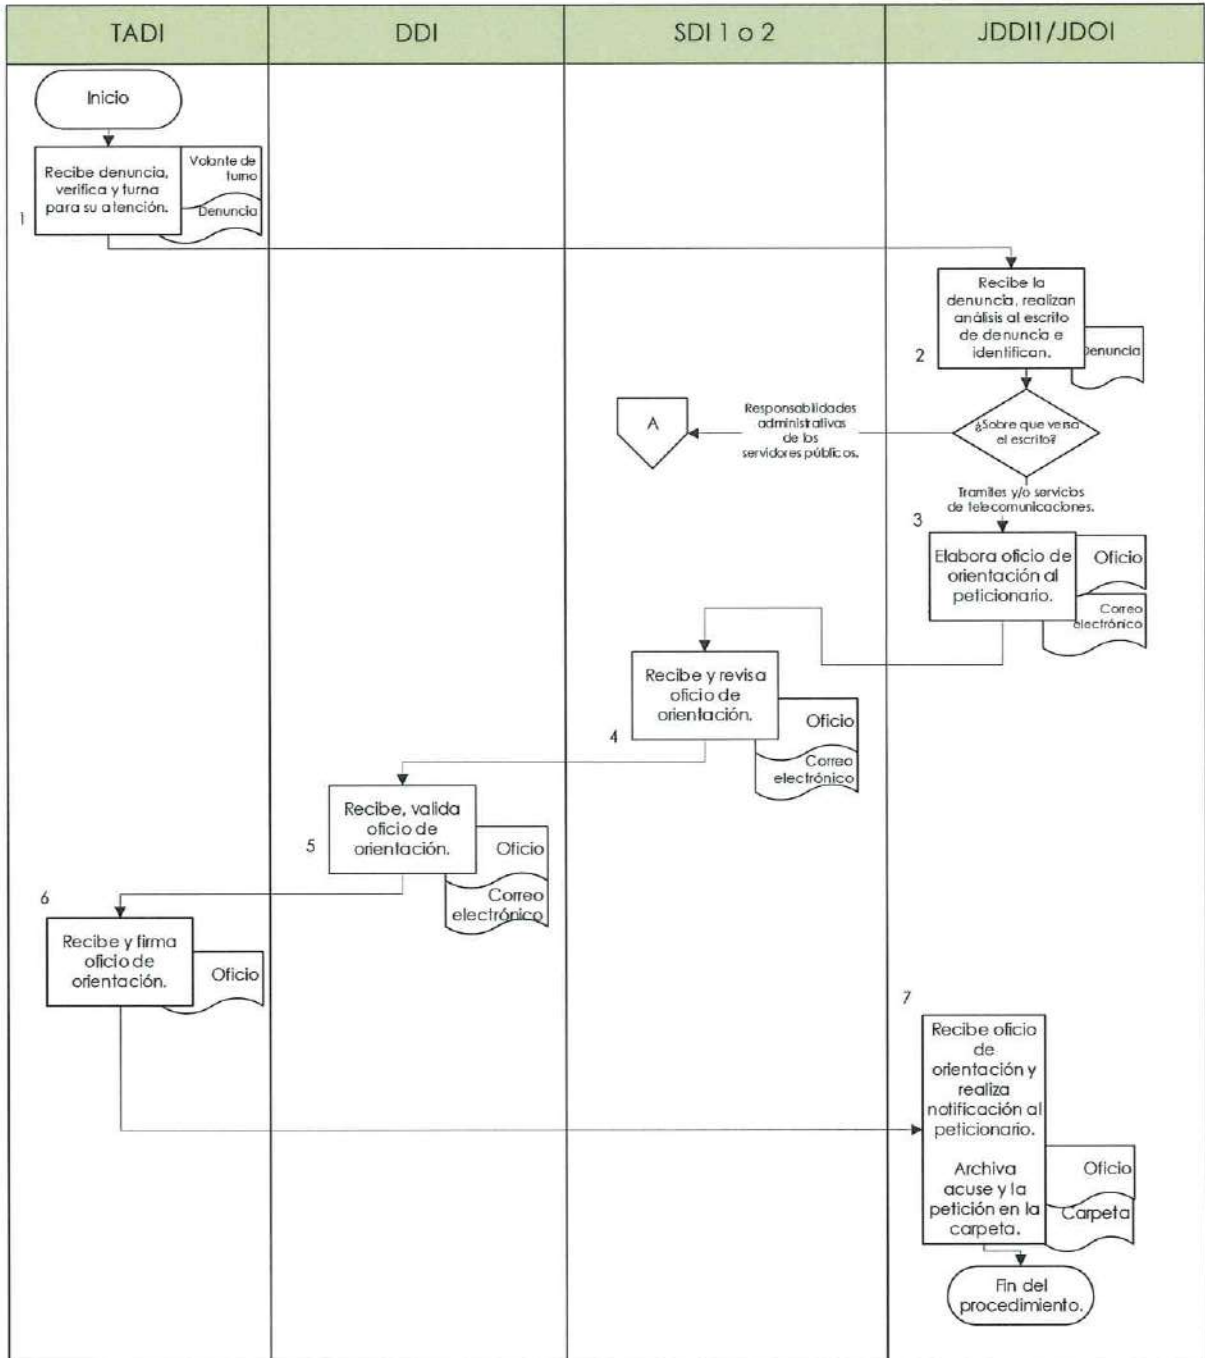 TADI
DDI
SDI 1 o 2
JDDI1/JDOI
Inicio
Recibe denuncia,
verifica y turna
para su atención.
Volante de
turno
Denuncia
1
Recibe la
denuncia, realizan
análisis al escrito
de denuncia e
identifican.
2
Denuncia
¿Sobre que versa
el escrito?
Responsabilidades
administrativas
de los
servidores públicos.
A
Tramites y/o servicios
de telecomunicaciones.
3
Elabora oficio de
orientación al
peticionario.
Oficio
Correo
electrónico
Recibe y revisa
oficio de
orientación.
4
Oficio
Correo
electrónico
Recibe, valida
oficio de
orientación.
5
Oficio
Correo
electrónico
6
Recibe y firma
oficio de
orientación.
Oficio
7
Recibe oficio
de
orientación y
realiza
notificación al
peticionario.
Archiva
acuse y la
petición en la
carpeta.
Oficio
Carpeta
Fin del
procedimiento.